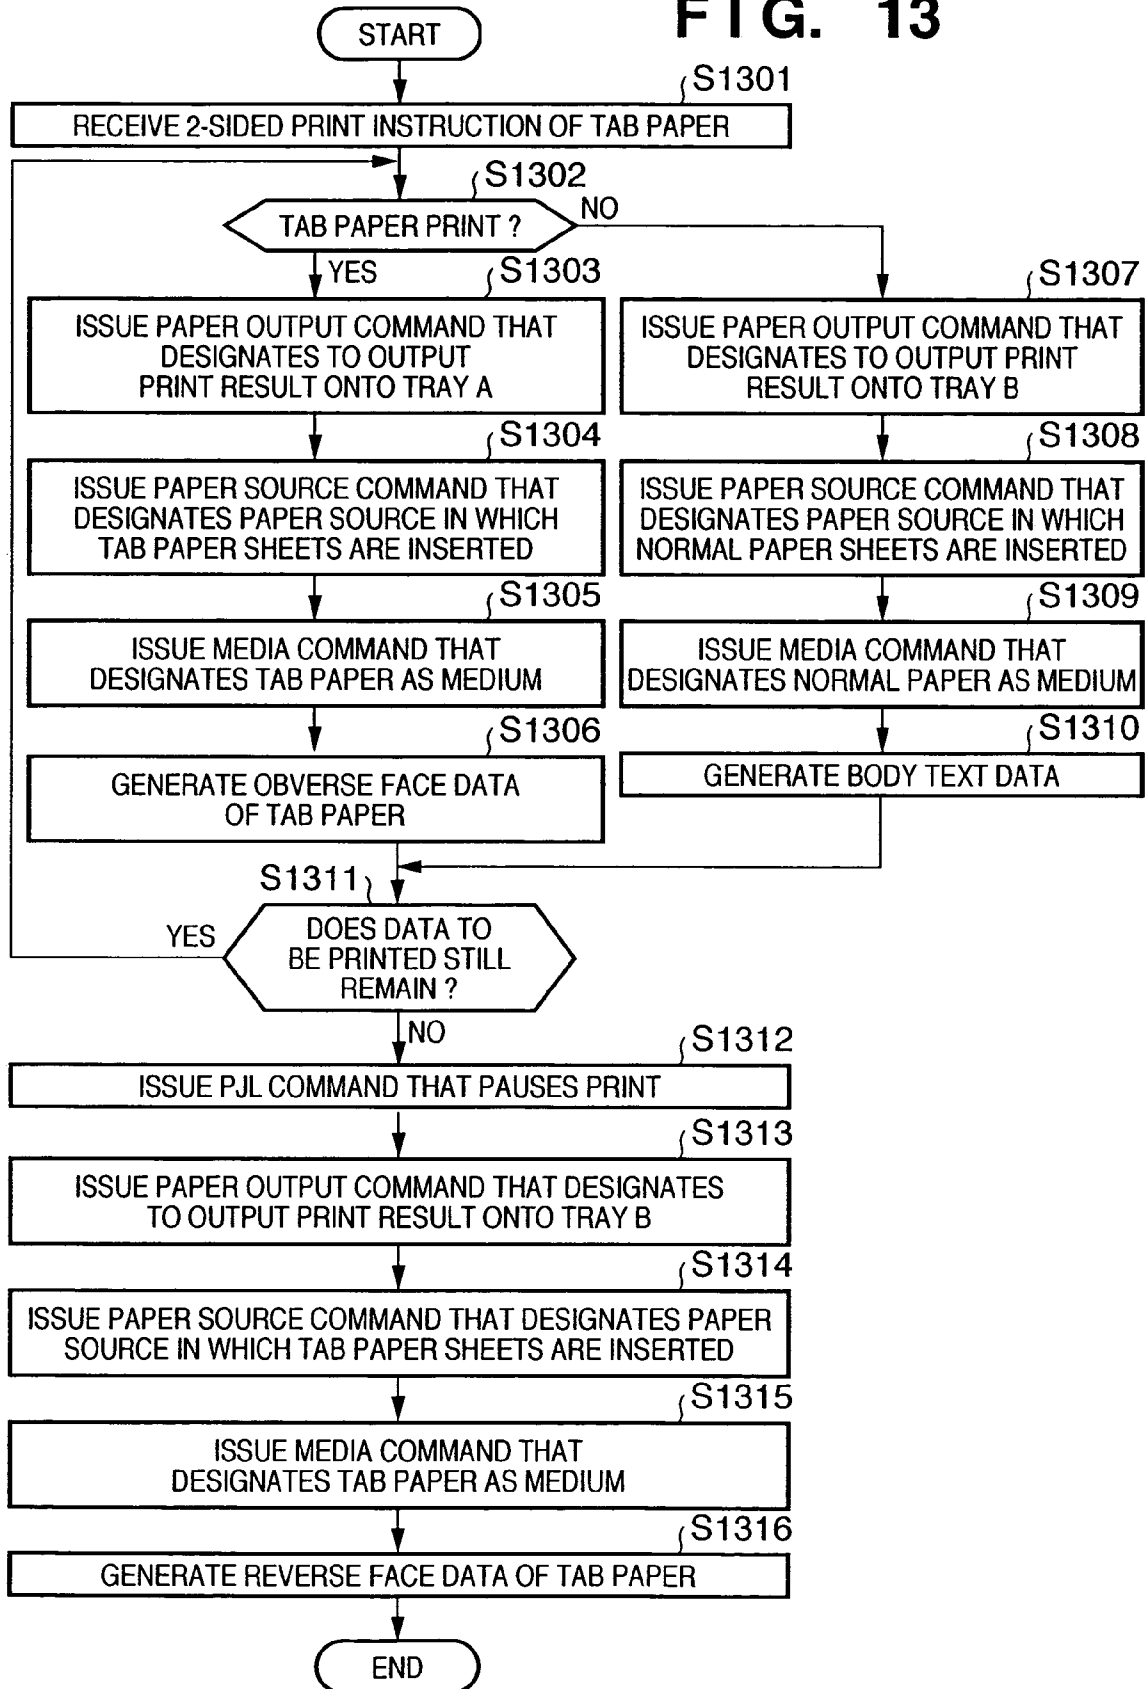 FIG. 13
START
S1301
RECEIVE 2-SIDED PRINT INSTRUCTION OF TAB PAPER
S1302
TAB PAPER PRINT ?
NO
YES
S1303
ISSUE PAPER OUTPUT COMMAND THAT
DESIGNATES TO OUTPUT
PRINT RESULT ONTO TRAY A
S1304
ISSUE PAPER SOURCE COMMAND THAT
DESIGNATES PAPER SOURCE IN WHICH
TAB PAPER SHEETS ARE INSERTED
S1305
ISSUE MEDIA COMMAND THAT
DESIGNATES TAB PAPER AS MEDIUM
S1306
GENERATE OBVERSE FACE DATA
OF TAB PAPER
S1307
ISSUE PAPER OUTPUT COMMAND THAT
DESIGNATES TO OUTPUT PRINT
RESULT ONTO TRAY B
S1308
ISSUE PAPER SOURCE COMMAND THAT
DESIGNATES PAPER SOURCE IN WHICH
NORMAL PAPER SHEETS ARE INSERTED
S1309
ISSUE MEDIA COMMAND THAT
DESIGNATES NORMAL PAPER AS MEDIUM
S1310
GENERATE BODY TEXT DATA
S1311
YES
DOES DATA TO
BE PRINTED STILL
REMAIN ?
NO
S1312
ISSUE PJL COMMAND THAT PAUSES PRINT
S1313
ISSUE PAPER OUTPUT COMMAND THAT DESIGNATES
TO OUTPUT PRINT RESULT ONTO TRAY B
S1314
ISSUE PAPER SOURCE COMMAND THAT DESIGNATES PAPER
SOURCE IN WHICH TAB PAPER SHEETS ARE INSERTED
S1315
ISSUE MEDIA COMMAND THAT
DESIGNATES TAB PAPER AS MEDIUM
S1316
GENERATE REVERSE FACE DATA OF TAB PAPER
END